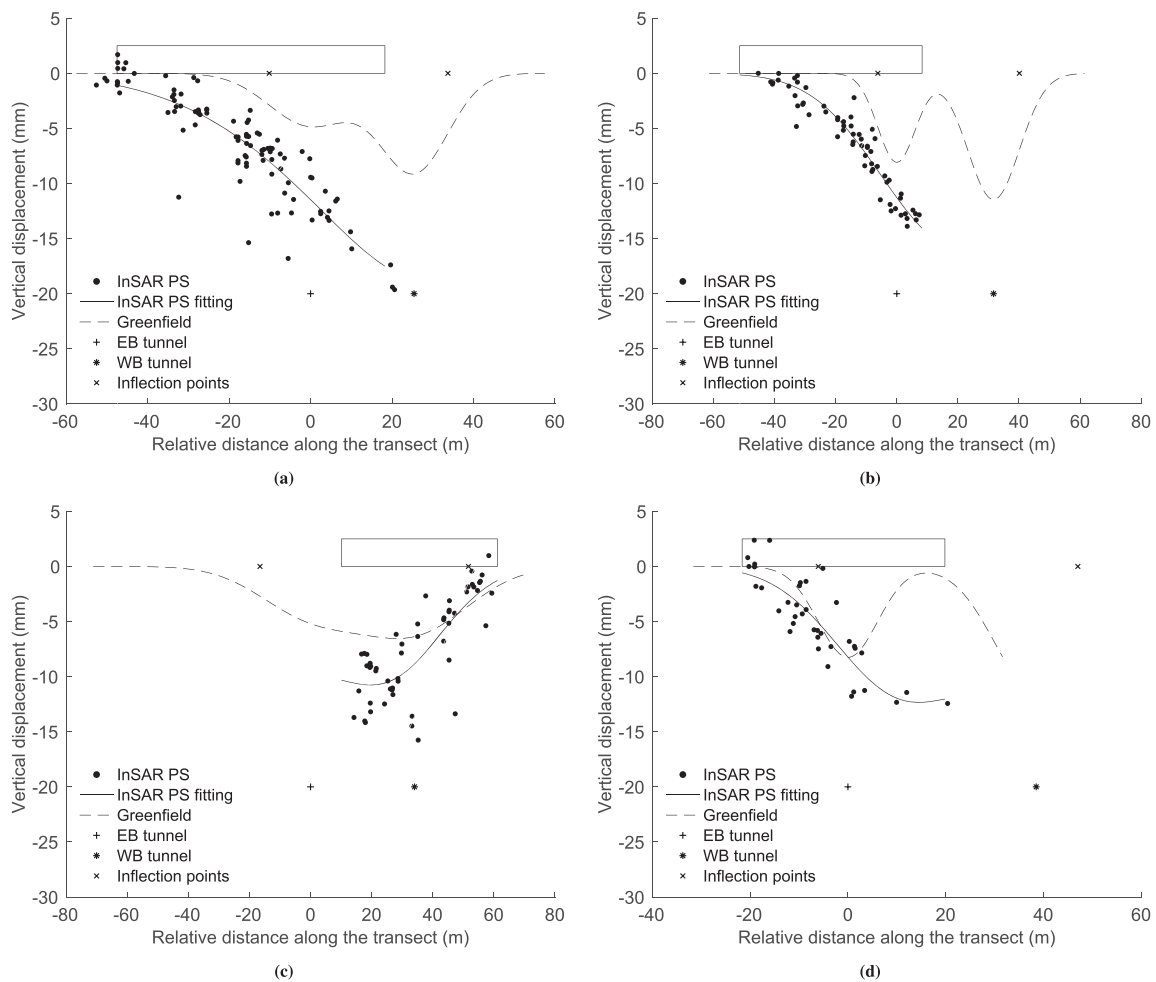 5
0
-5
-10
-15
-20
-25
-30
Vertical displacement (mm)
InSAR PS
InSAR PS fitting
Greenfield
EB tunnel
WB tunnel
Inflection points
-60 -40 -20 0 20 40 60
Relative distance along the transect (m)
(a)
5
0
-5
-10
-15
-20
-25
-30
Vertical displacement (mm)
InSAR PS
InSAR PS fitting
Greenfield
EB tunnel
WB tunnel
Inflection points
-80 -60 -40 -20 0 20 40 60 80
Relative distance along the transect (m)
(b)
5
0
-5
-10
-15
-20
-25
-30
Vertical displacement (mm)
InSAR PS
InSAR PS fitting
Greenfield
EB tunnel
WB tunnel
Inflection points
-80 -60 -40 -20 0 20 40 60 80
Relative distance along the transect (m)
(c)
5
0
-5
-10
-15
-20
-25
-30
Vertical displacement (mm)
InSAR PS
InSAR PS fitting
Greenfield
EB tunnel
WB tunnel
Inflection points
-40 -20 0 20 40 60
Relative distance along the transect (m)
(d)